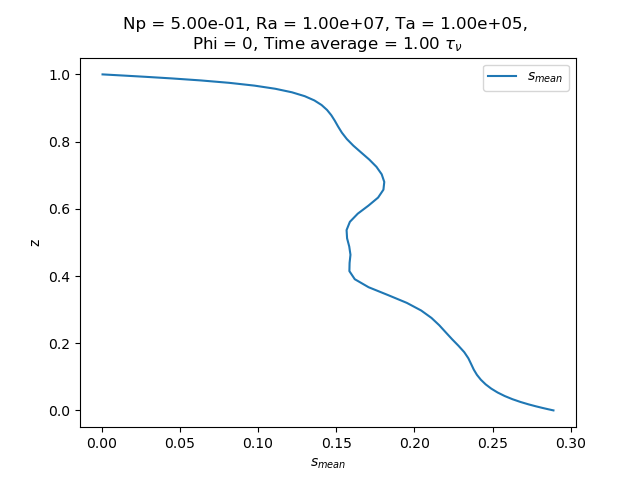 Np = 5.00e-01, Ra = 1.00e+07, Ta = 1.00e+05,
Phi = 0, Time average = 1.00 τν
s_mean
1.0
0.8
0.6
z
0.4
0.2
0.0
0.00 0.05 0.10 0.15 0.20 0.25 0.30
s_mean